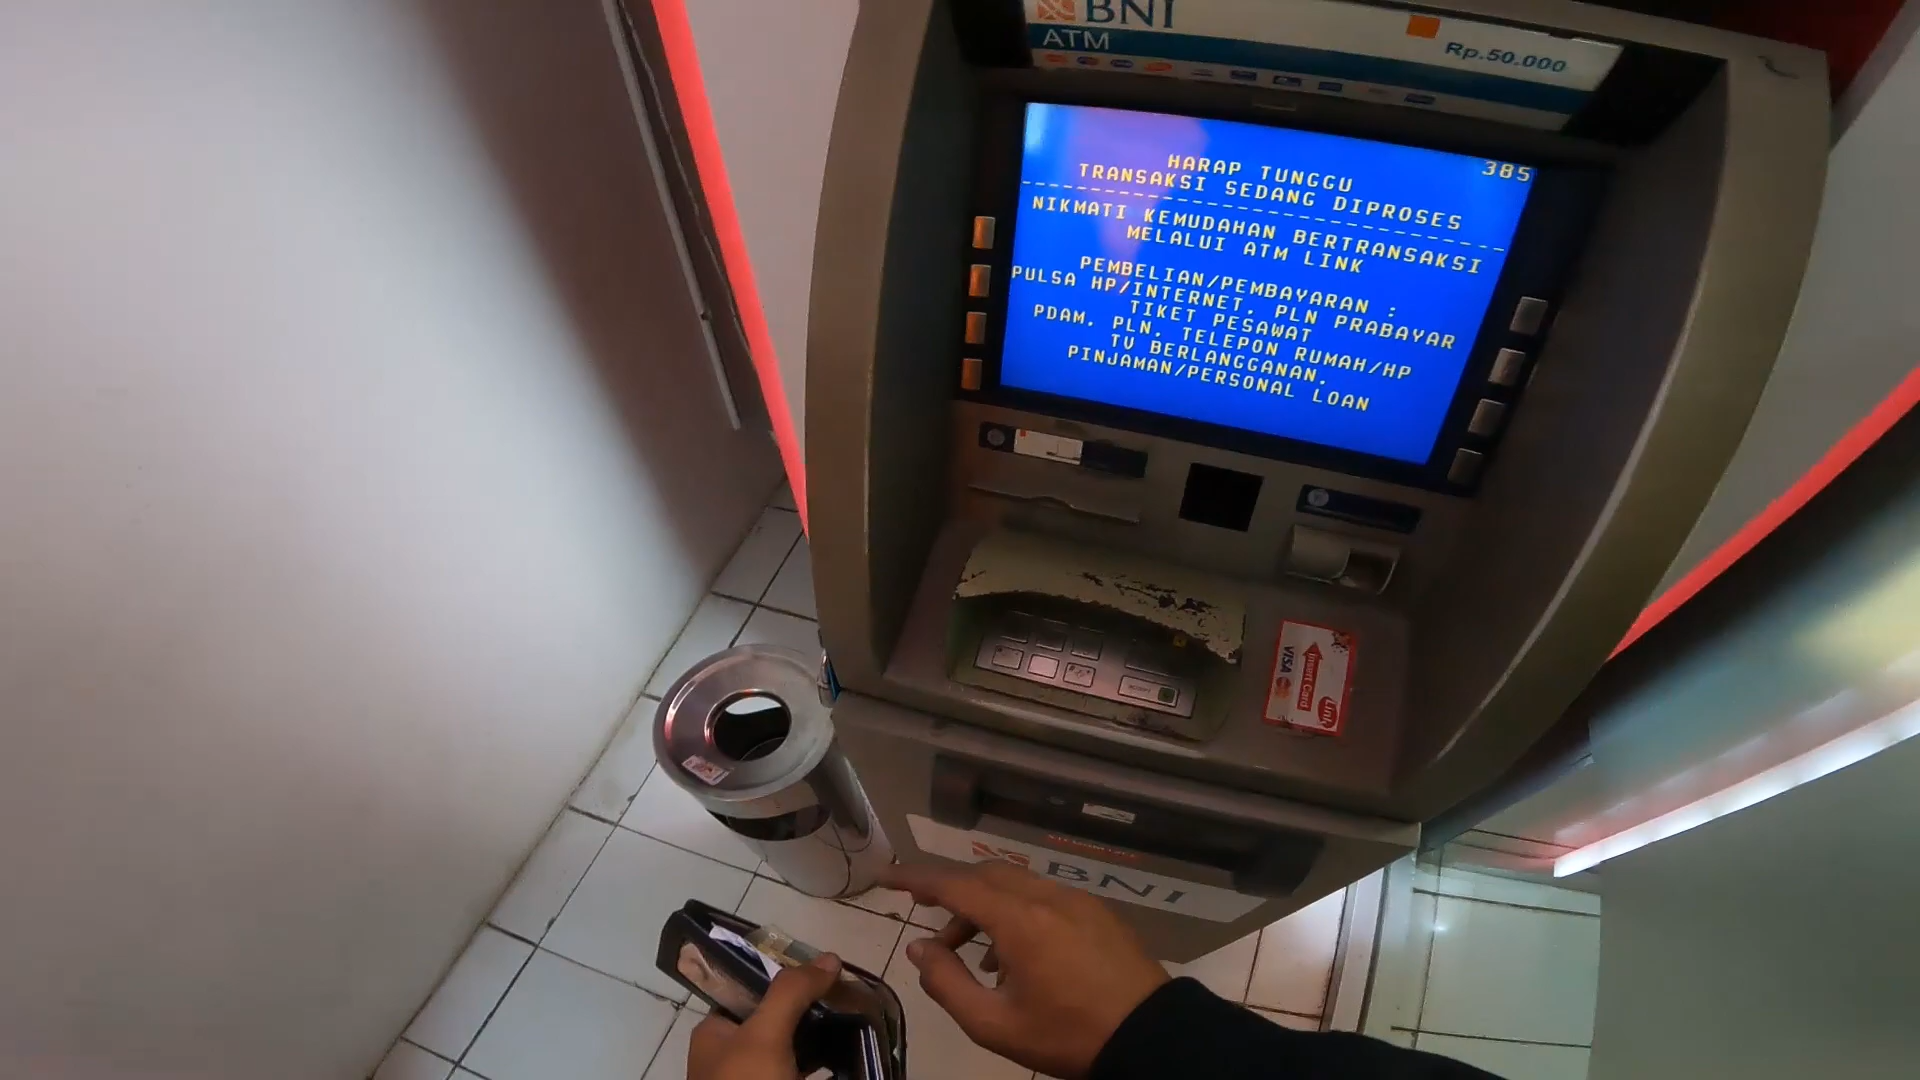 BNI
ATM
Rp.50.000
385
HARAP TUNGGU
TRANSAKSI SEDANG DIPROSES
NIKMATI KEMUDAHAN BERTRANSAKSI
MELALUI ATM LINK
PEMBELIAN/PEMBAYARAN :
PULSA HP/INTERNET, PLN PRABAYAR
TIKET PESAWAT
PDAM, PLN, TELEPON RUMAH/HP
TV BERLANGGANAN,
PINJAMAN/PERSONAL LOAN
VISA
Insert Card
Link
BNI